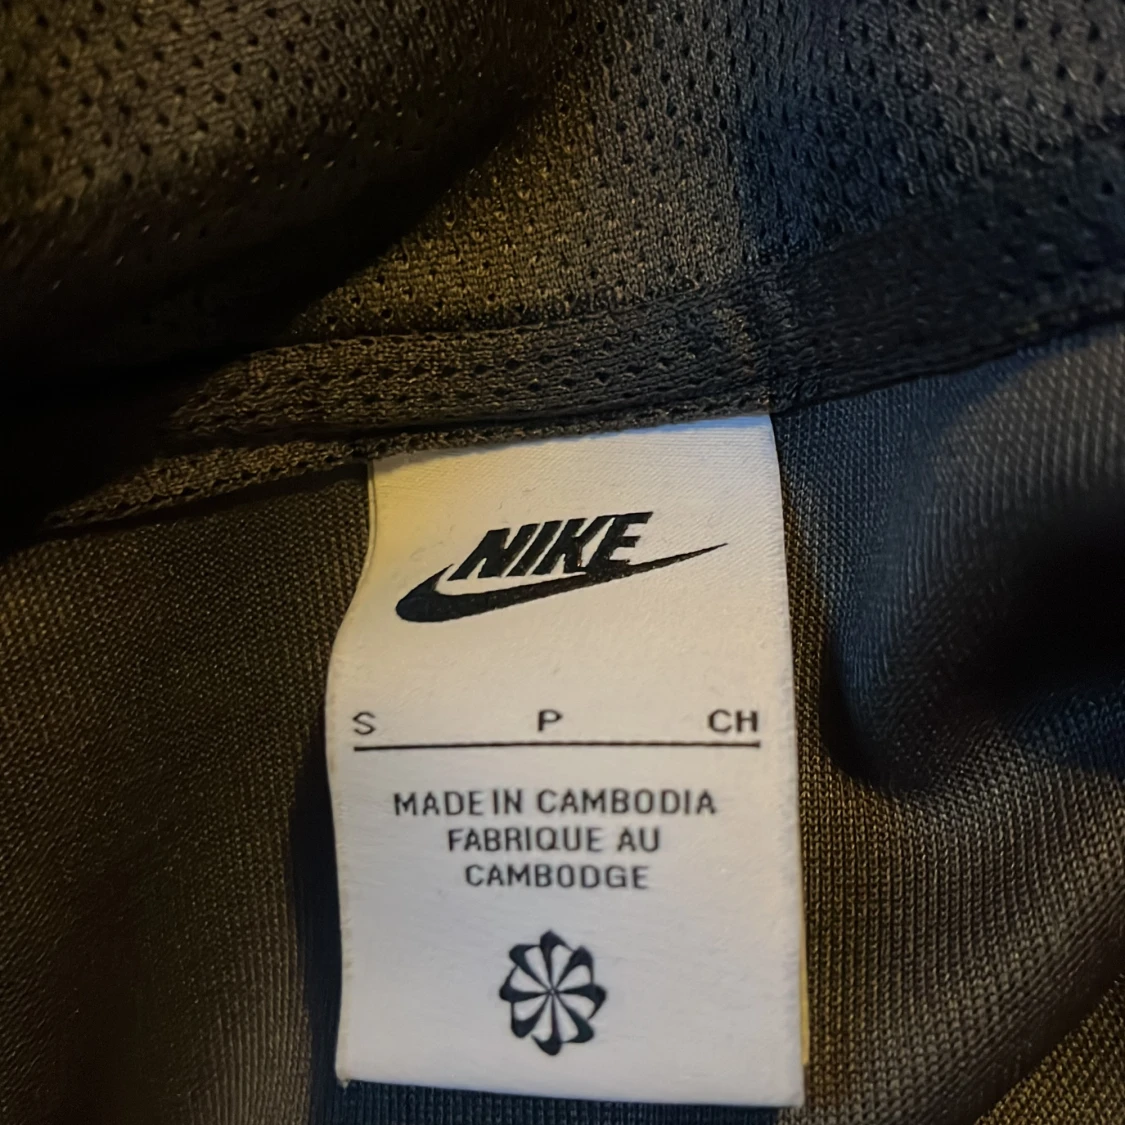 NIKE
S P CH
MADE IN CAMBODIA
FABRIQUE AU
CAMBODGE